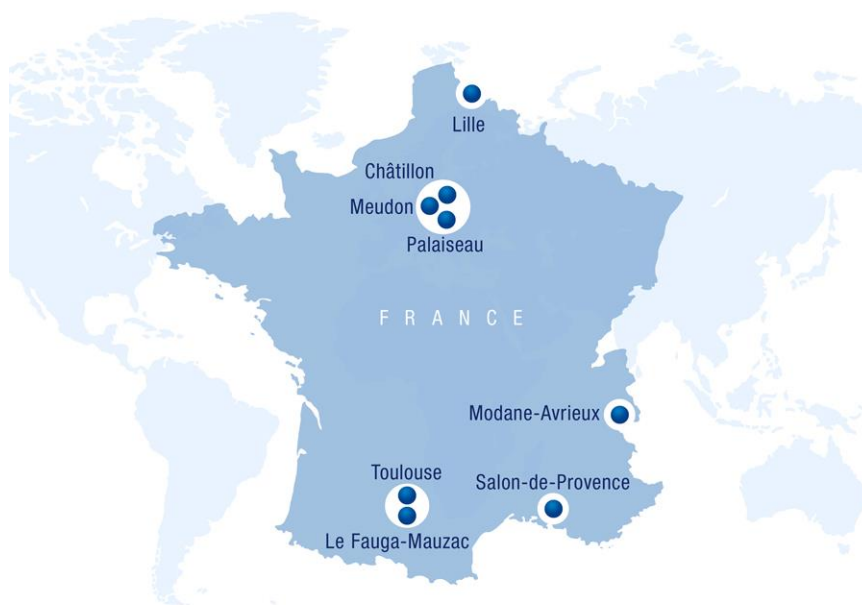 Lille
Châtillon
Meudon
Palaiseau
FRANCE
Modane-Avrieux
Toulouse
Salon-de-Provence
Le Fauga-Mauzac